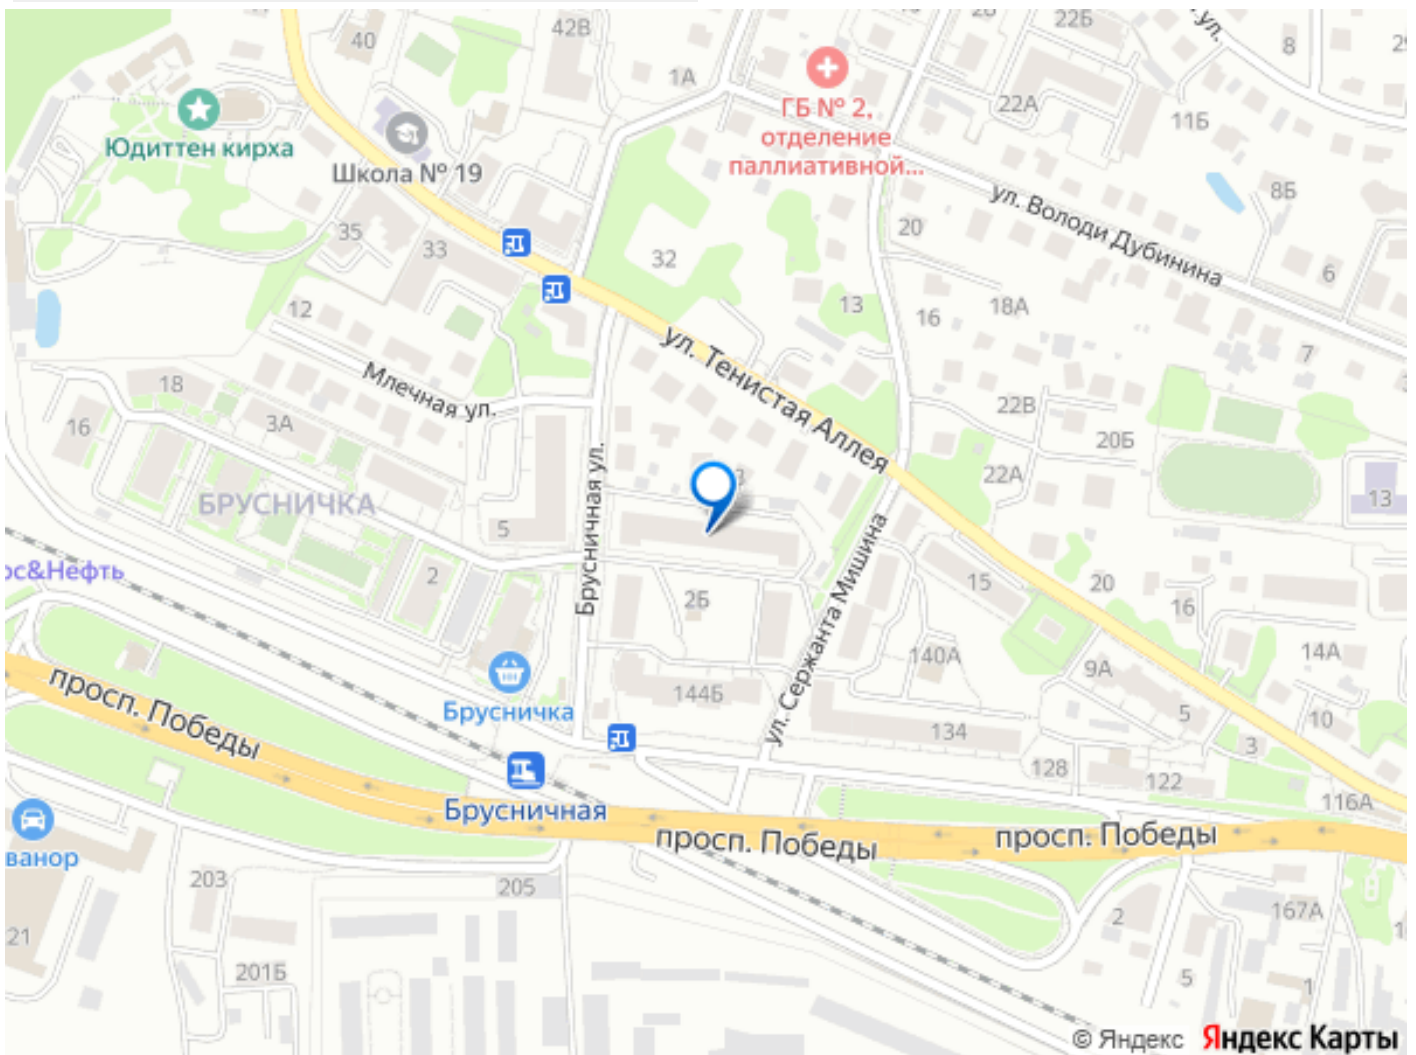 42В
40
1А
28
22Б
8
29
ул.
ГБ № 2,
отделение
паллиативной...
22А
11Б
Юдиттен кирха
Школа № 19
8Б
ул. Володи Дубинина
35
33
32
20
6
12
13
16
18А
7
ул. Тенистая Аллея
Млечная ул.
18
3А
16
22В
20Б
22А
13
БРУСНИЧКА
Брусничная ул.
5
ул. Сержанта Мишина
ос&Нефть
2
2Б
15
20
16
140А
14А
9А
144Б
5
10
просп. Победы
Брусничка
134
3
128
122
116А
Брусничная
просп. Победы
просп. Победы
ванор
203
205
2
167А
21
201Б
5
1
© Яндекс Яндекс Карты